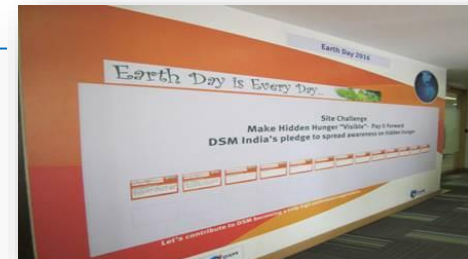 Earth Day 2016
Earth Day is Every Day...
Site Challenge
Make Hidden Hunger "Visible"- Pay it Forward
DSM India's pledge to spread awareness on hidden hunger
Let's contribute to DSM becoming a